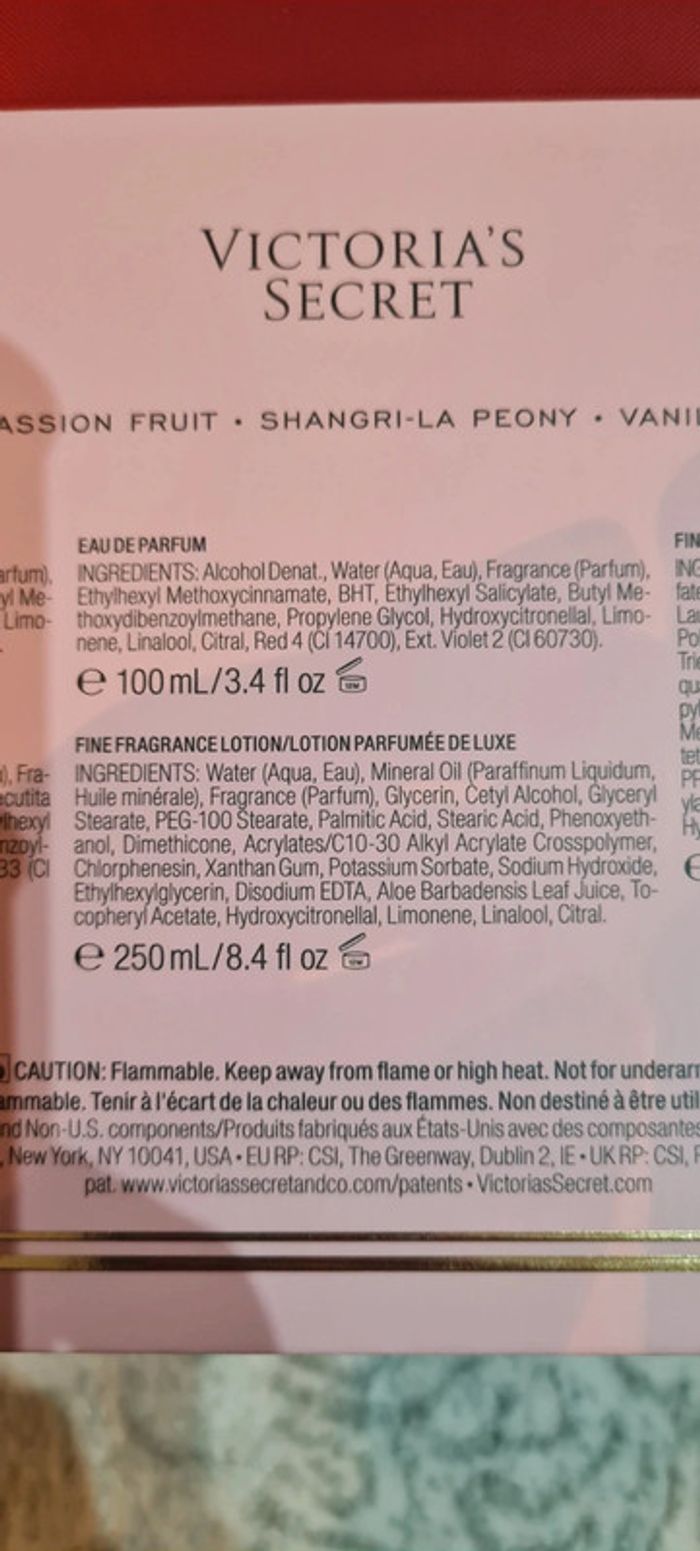 VICTORIA'S
SECRET
ASSION FRUIT • SHANGRI-LA PEONY • VANIL
EAU DE PARFUM
INGREDIENTS: Alcohol Denat., Water (Aqua, Eau), Fragrance (Parfum),
Ethylhexyl Methoxycinnamate, BHT, Ethylhexyl Salicylate, Butyl Me-
thoxydibenzoylmethane, Propylene Glycol, Hydroxycitronellal, Limo-
nene, Linalool, Citral, Red 4 (CI 14700), Ext. Violet 2 (CI 60730).
℮ 100 mL/3.4 fl oz
FINE FRAGRANCE LOTION/LOTION PARFUMÉE DE LUXE
INGREDIENTS: Water (Aqua, Eau), Mineral Oil (Paraffinum Liquidum,
Huile minérale), Fragrance (Parfum), Glycerin, Cetyl Alcohol, Glyceryl
Stearate, PEG-100 Stearate, Palmitic Acid, Stearic Acid, Phenoxyeth-
anol, Dimethicone, Acrylates/C10-30 Alkyl Acrylate Crosspolymer,
Chlorphenesin, Xanthan Gum, Potassium Sorbate, Sodium Hydroxide,
Ethylhexylglycerin, Disodium EDTA, Aloe Barbadensis Leaf Juice, To-
copheryl Acetate, Hydroxycitronellal, Limonene, Linalool, Citral.
℮ 250 mL/8.4 fl oz
CAUTION: Flammable. Keep away from flame or high heat. Not for underarm
ammable. Tenir à l'écart de la chaleur ou des flammes. Non destiné à être util
nd Non-U.S. components/Produits fabriqués aux États-Unis avec des composantes
, New York, NY 10041, USA • EU RP: CSI, The Greenway, Dublin 2, IE • UK RP: CSI,
pat. www.victoriassecretandco.com/patents • VictoriasSecret.com